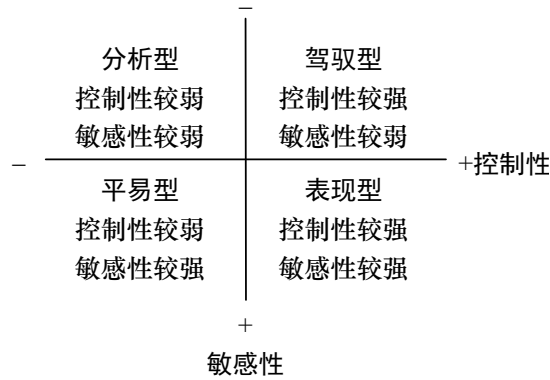 −
分析型
控制性较弱
敏感性较弱
驾驭型
控制性较强
敏感性较弱
−
+控制性
平易型
控制性较弱
敏感性较强
表现型
控制性较强
敏感性较强
+
敏感性